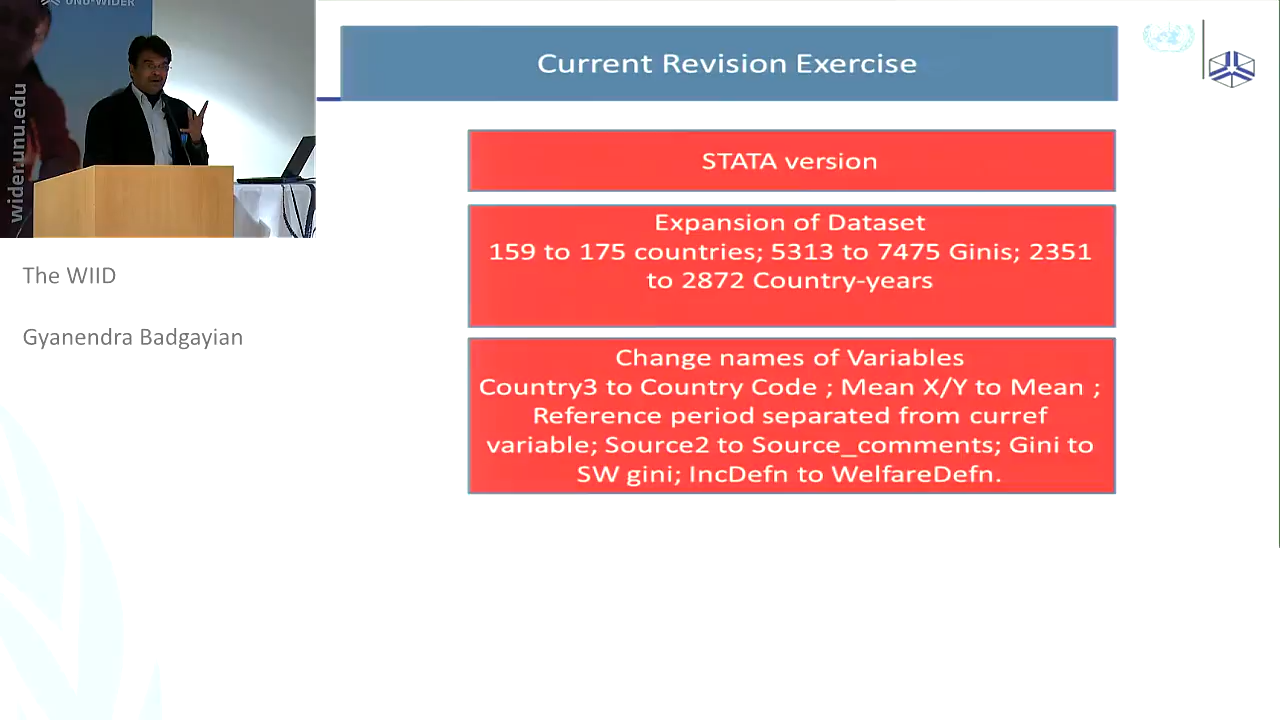 UNU-WIDER
wider.unu.edu
The WIID
Gyanendra Badgayian
Current Revision Exercise
STATA version
Expansion of Dataset
159 to 175 countries; 5313 to 7475 Ginis; 2351
to 2872 Country-years
Change names of Variables
Country3 to Country Code ; Mean X/Y to Mean ;
Reference period separated from curref
variable; Source2 to Source_comments; Gini to
SW gini; IncDefn to WelfareDefn.